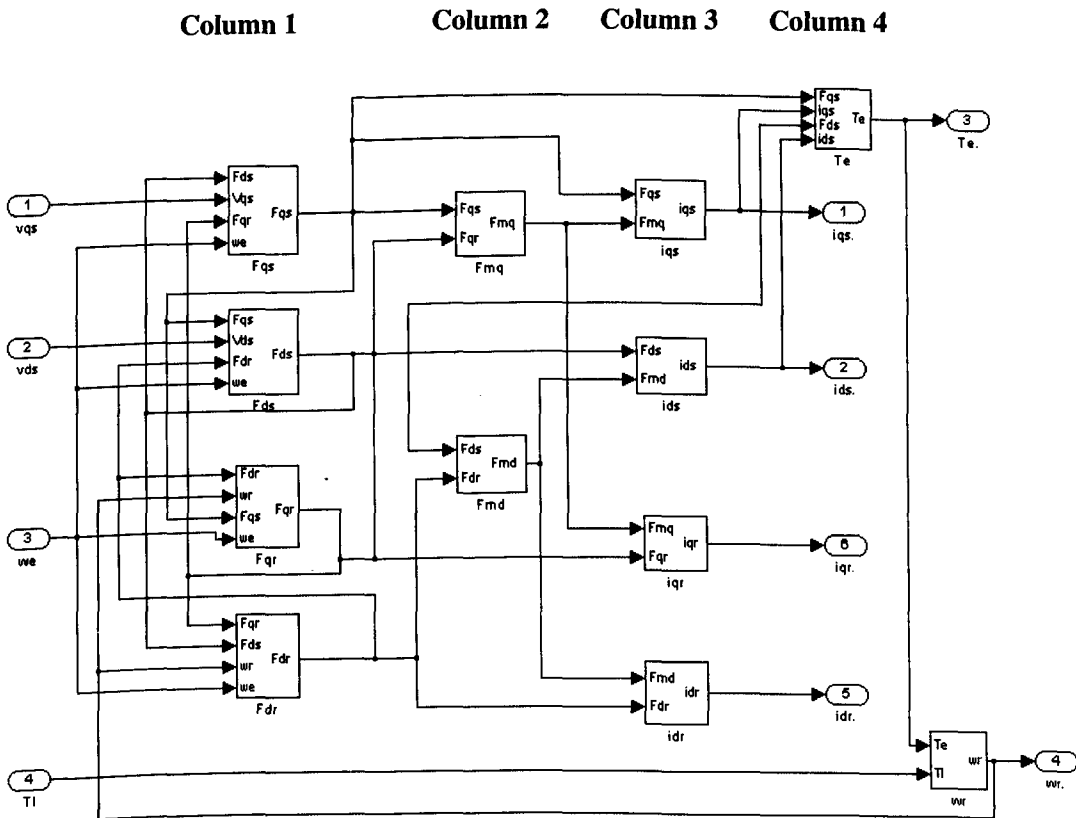 Column 1
Column 2
Column 3
Column 4
Fqs
iqs
Fds
ids
Te
Te
3
Te.
1
vqs
Fds
Vqs
Fqr
we
Fqs
Fqs
Fqs
Fqr
Fmq
Fmq
Fqs
Fmq
iqs
iqs
1
iqs.
2
vds
Fqs
Vds
Fdr
we
Fds
Fds
Fds
Fmd
ids
ids
2
ids.
Fds
Fdr
Fmd
Fmd
3
we
Fdr
wr
Fqs
we
Fqr
Fqr
Fmq
Fqr
iqr
iqr
6
iqr.
Fqr
Fds
wr
we
Fdr
Fdr
Fmd
Fdr
idr
idr
5
idr.
4
Tl
Te
Tl
wr
wr
4
wr.